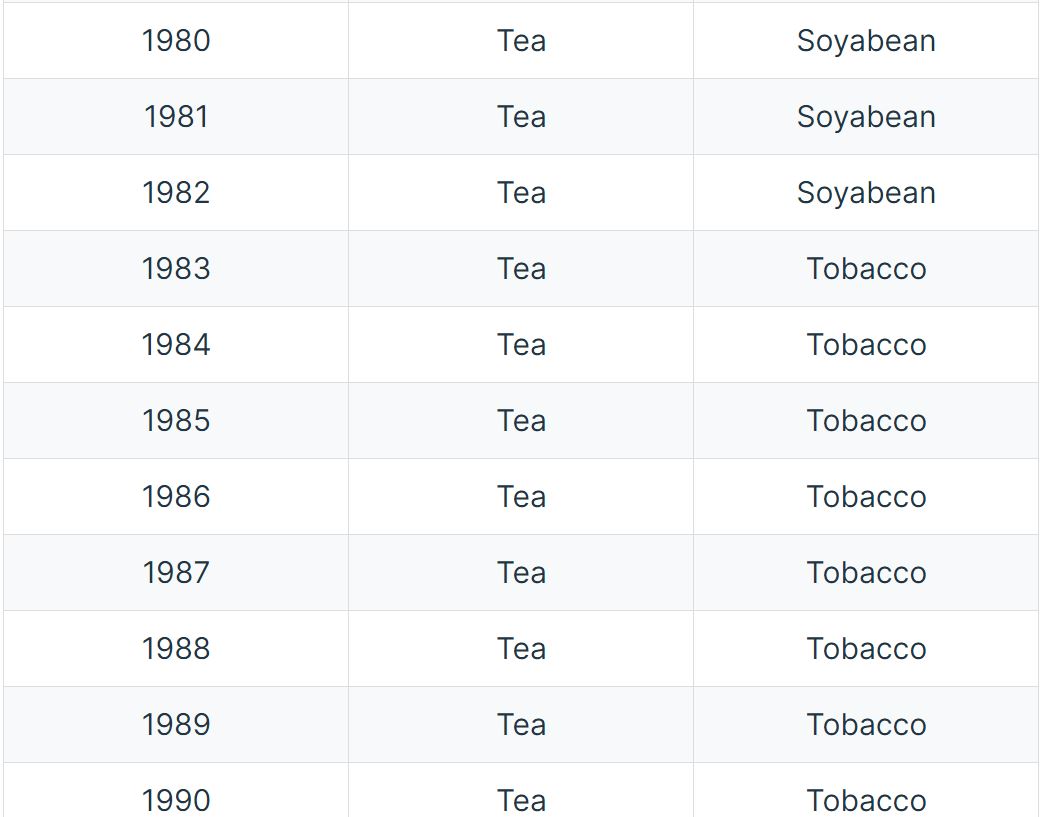 1980 Tea Soyabean
1981 Tea Soyabean
1982 Tea Soyabean
1983 Tea Tobacco
1984 Tea Tobacco
1985 Tea Tobacco
1986 Tea Tobacco
1987 Tea Tobacco
1988 Tea Tobacco
1989 Tea Tobacco
1990 Tea Tobacco